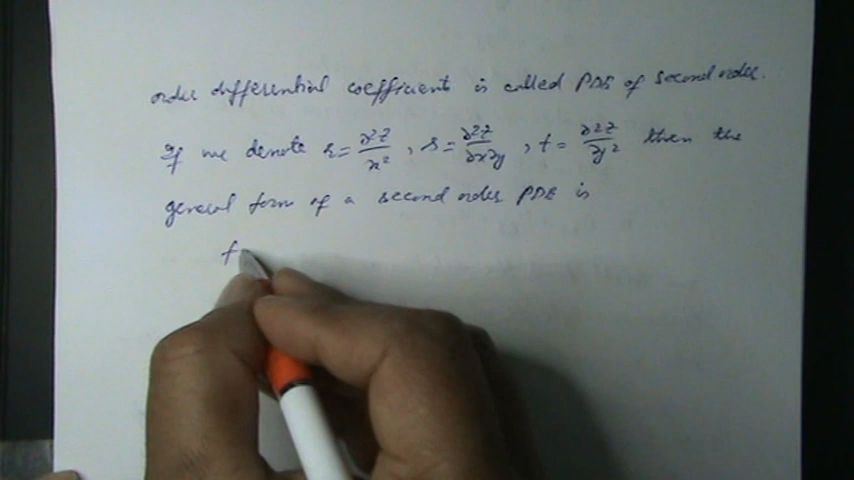 order differential coefficients is called PDE of second order.
If we denote r = ∂²z/x², s = ∂²z/∂x∂y, t = ∂²z/∂y² then the
general form of a second order PDE is
f